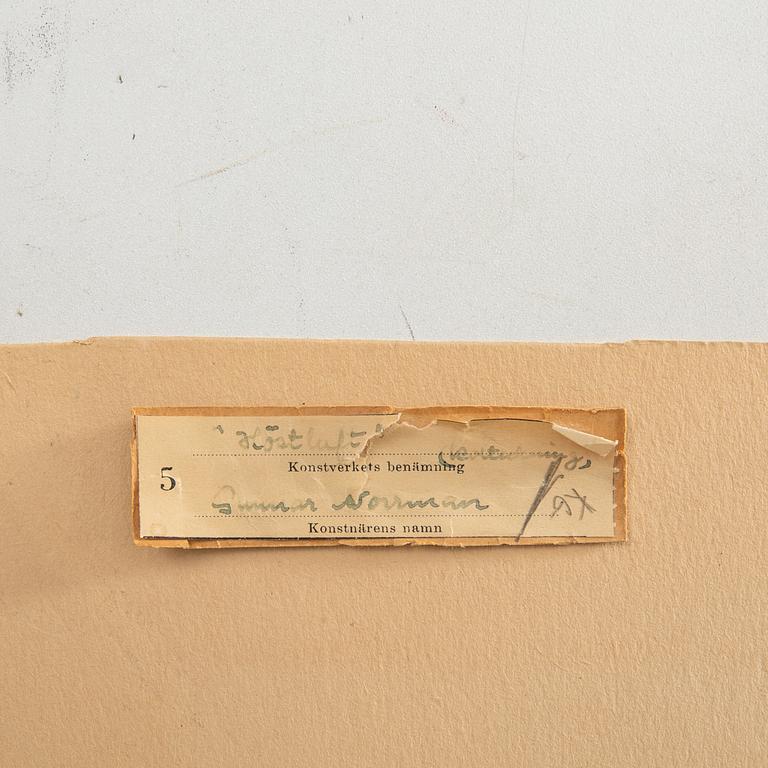 "Höstluft"
Konstverkets benämning
5
Gunnar Norrman
Konstnärens namn